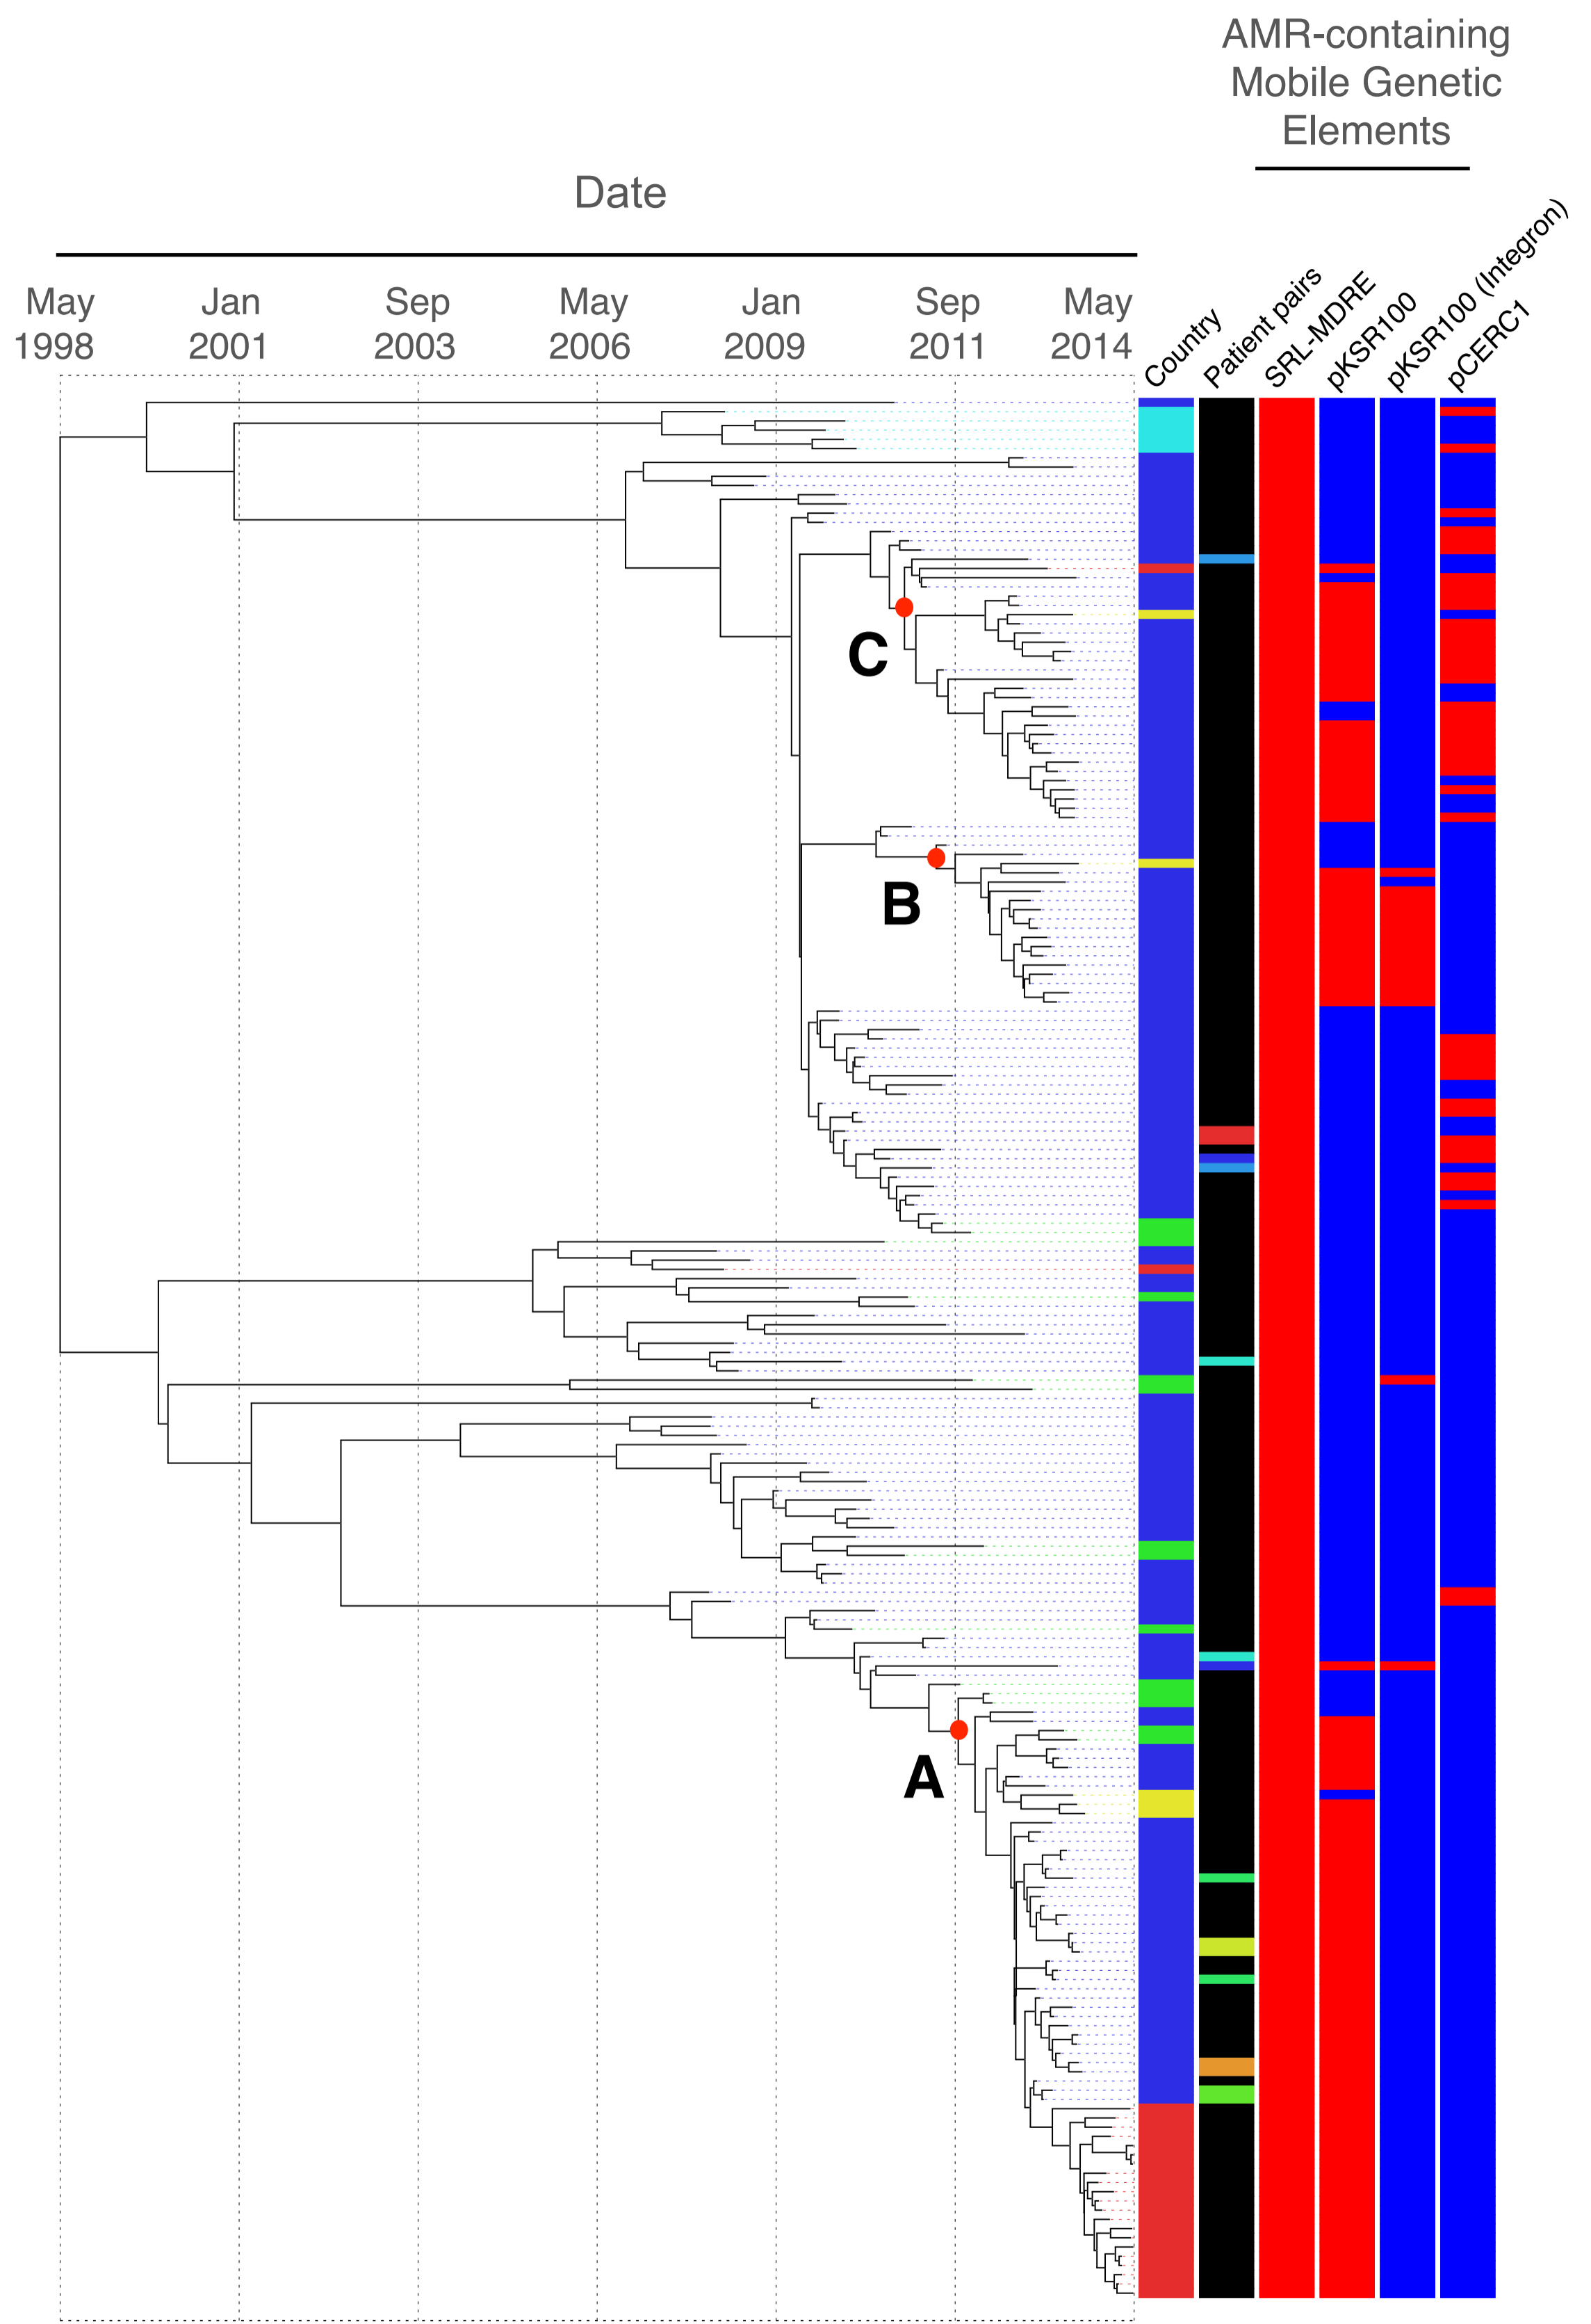 AMR-containing
Mobile Genetic
Elements
Date
May
1998
Jan
2001
Sep
2003
May
2006
Jan
2009
Sep
2011
May
2014
Country
Patient pairs
SRL-MDRE
pKSR100
pKSR100 (Integron)
pCERC1
C
B
A